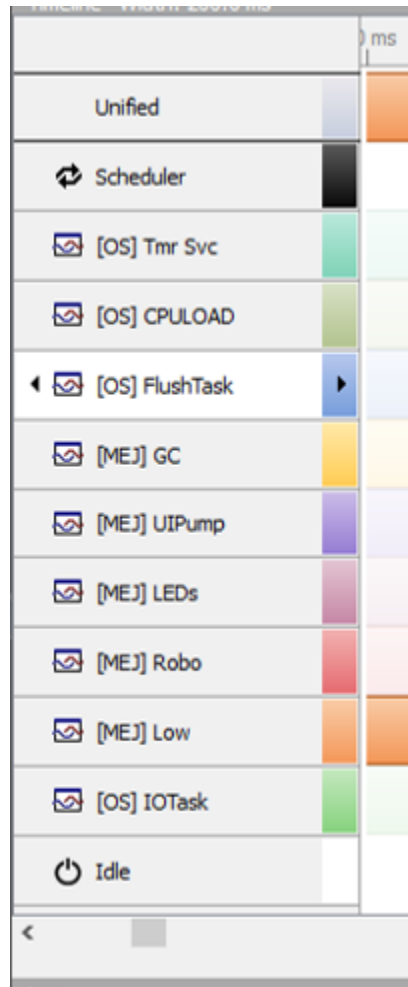 ms
Unified
Scheduler
[OS] Tmr Svc
[OS] CPULOAD
[OS] FlushTask
[MEJ] GC
[MEJ] UIPump
[MEJ] LEDs
[MEJ] Robo
[MEJ] Low
[OS] IOTask
Idle